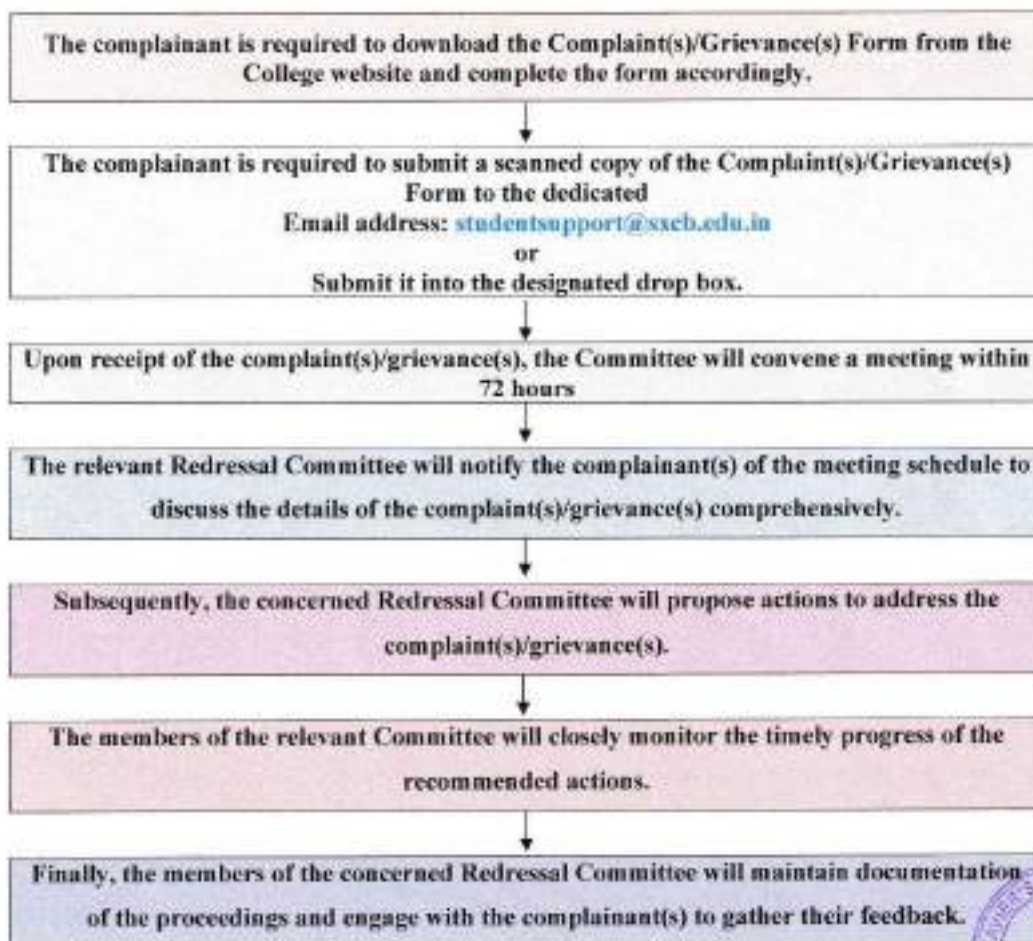 The complainant is required to download the Complaint(s)/Grievance(s) Form from the
College website and complete the form accordingly.
The complainant is required to submit a scanned copy of the Complaint(s)/Grievance(s)
Form to the dedicated
Email address: studentsupport@sxcb.edu.in
or
Submit it into the designated drop box.
Upon receipt of the complaint(s)/grievance(s), the Committee will convene a meeting within
72 hours
The relevant Redressal Committee will notify the complainant(s) of the meeting schedule to
discuss the details of the complaint(s)/grievance(s) comprehensively.
Subsequently, the concerned Redressal Committee will propose actions to address the
complaint(s)/grievance(s).
The members of the relevant Committee will closely monitor the timely progress of the
recommended actions.
Finally, the members of the concerned Redressal Committee will maintain documentation
of the proceedings and engage with the complainant(s) to gather their feedback.